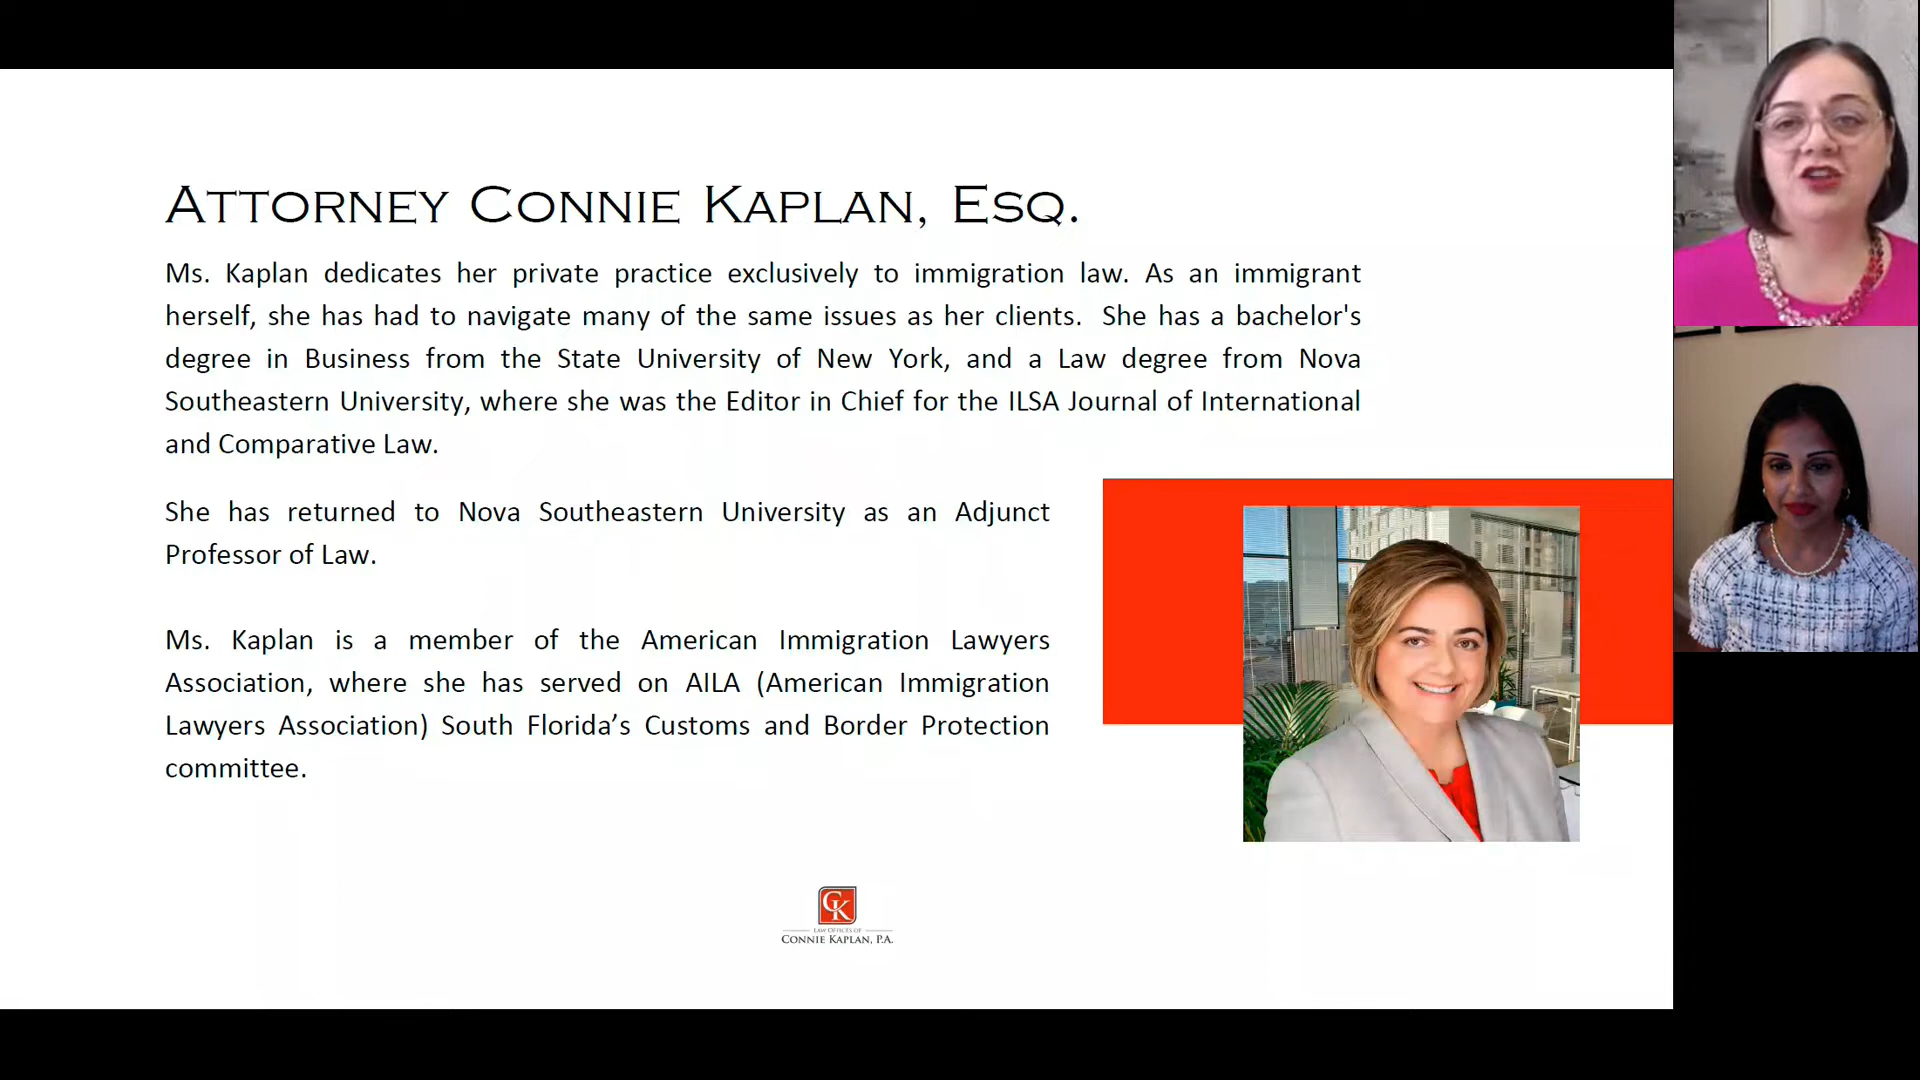 ATTORNEY CONNIE KAPLAN, ESQ.
Ms. Kaplan dedicates her private practice exclusively to immigration law. As an immigrant
herself, she has had to navigate many of the same issues as her clients.  She has a bachelor's
degree in Business from the State University of New York, and a Law degree from Nova
Southeastern University, where she was the Editor in Chief for the ILSA Journal of International
and Comparative Law.
She has returned to Nova Southeastern University as an Adjunct
Professor of Law.
Ms. Kaplan is a member of the American Immigration Lawyers
Association, where she has served on AILA (American Immigration
Lawyers Association) South Florida’s Customs and Border Protection
committee.
CK
LAW OFFICES OF
CONNIE KAPLAN, P.A.